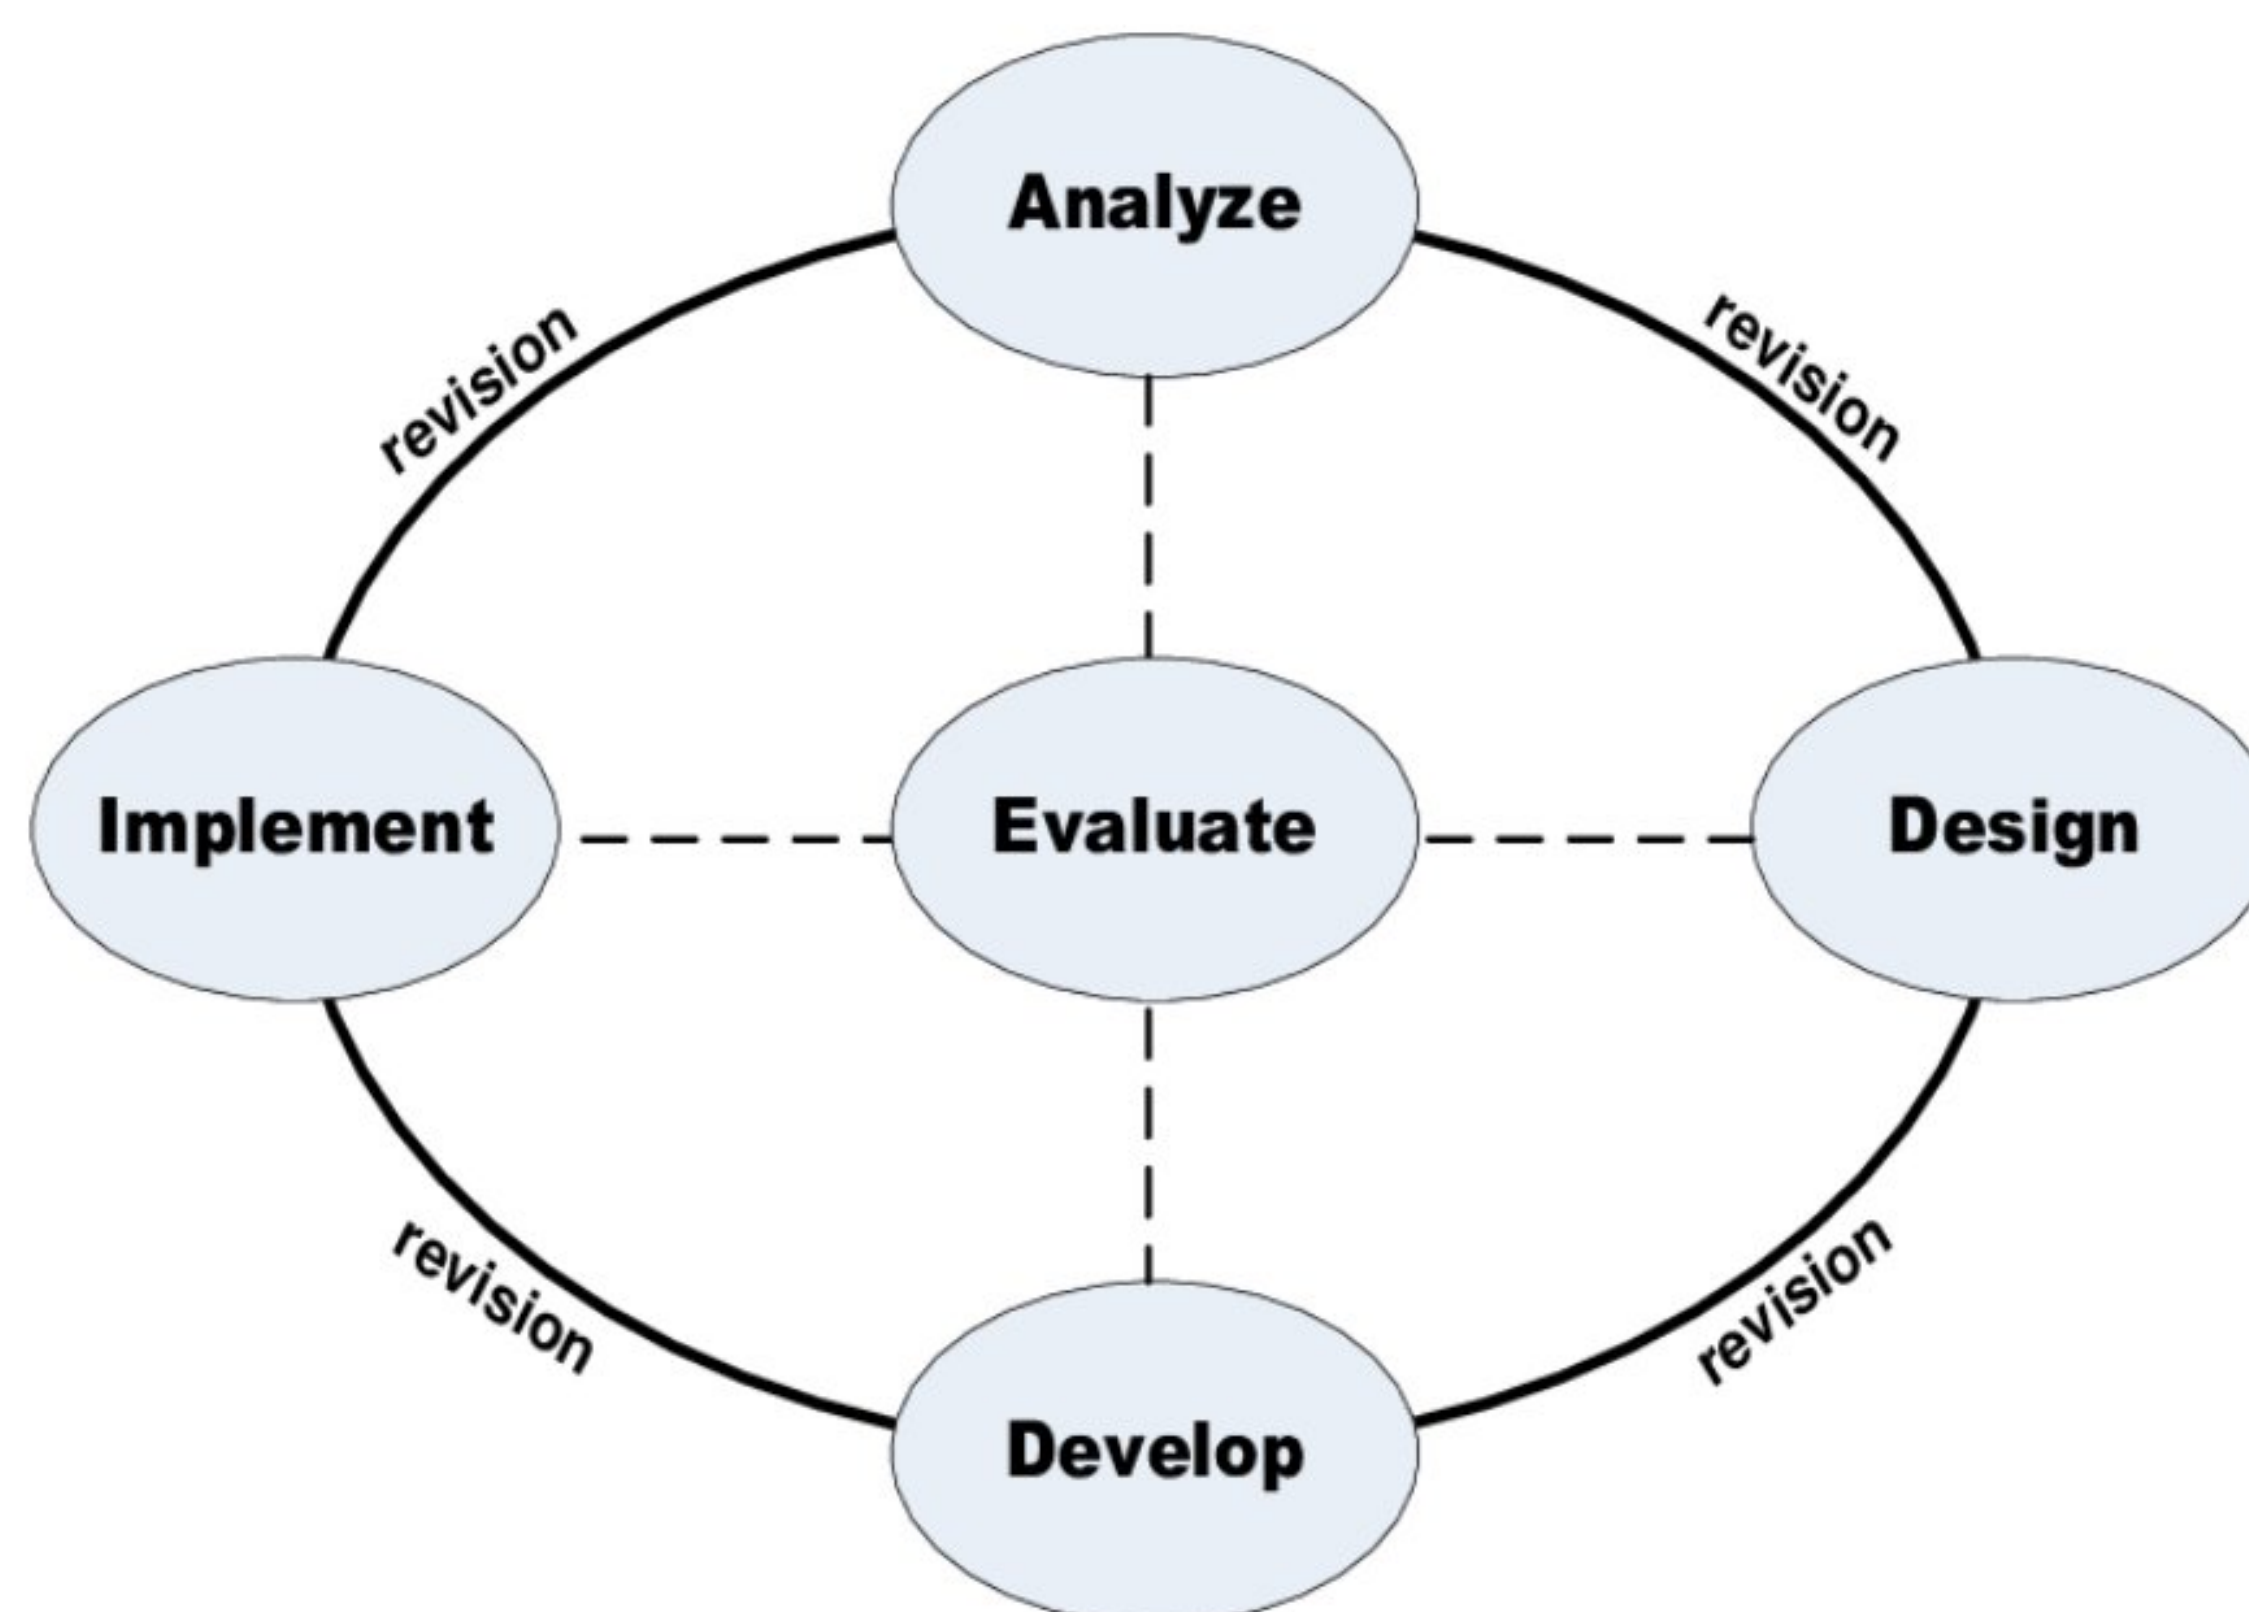 Analyze
revision
revision
Implement
Evaluate
Design
revision
revision
Develop